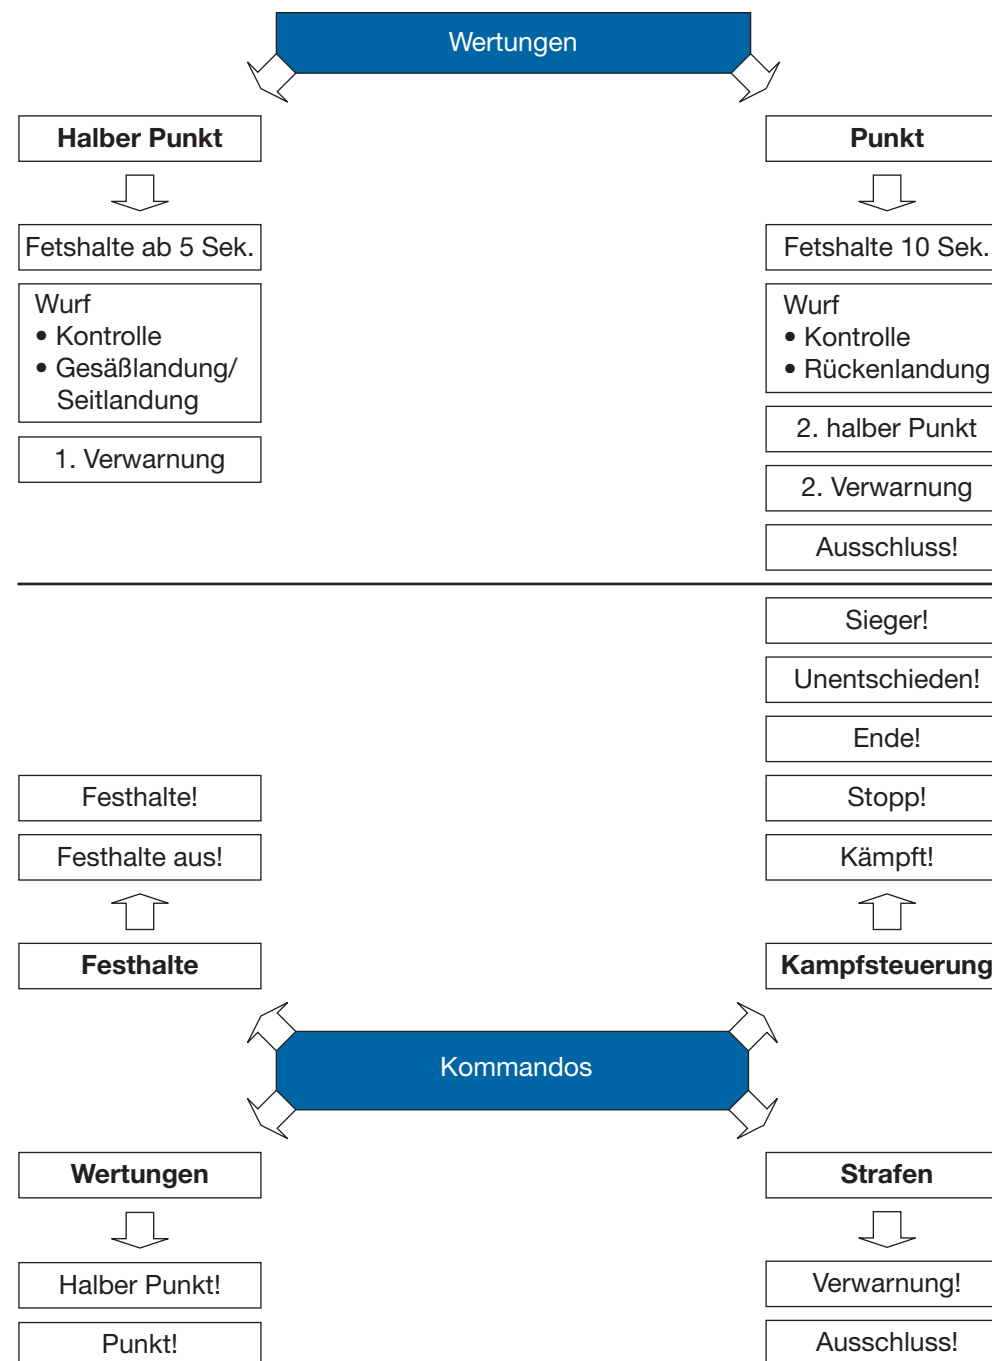 Wertungen
Halber Punkt
Fetshalte ab 5 Sek.
Wurf
• Kontrolle
• Gesäßlandung/
Seitlandung
1. Verwarnung
Punkt
Fetshalte 10 Sek.
Wurf
• Kontrolle
• Rückenlandung
2. halber Punkt
2. Verwarnung
Ausschluss!
Festhalte!
Festhalte aus!
Festhalte
Sieger!
Unentschieden!
Ende!
Stopp!
Kämpft!
Kampfsteuerung
Kommandos
Wertungen
Halber Punkt!
Punkt!
Strafen
Verwarnung!
Ausschluss!